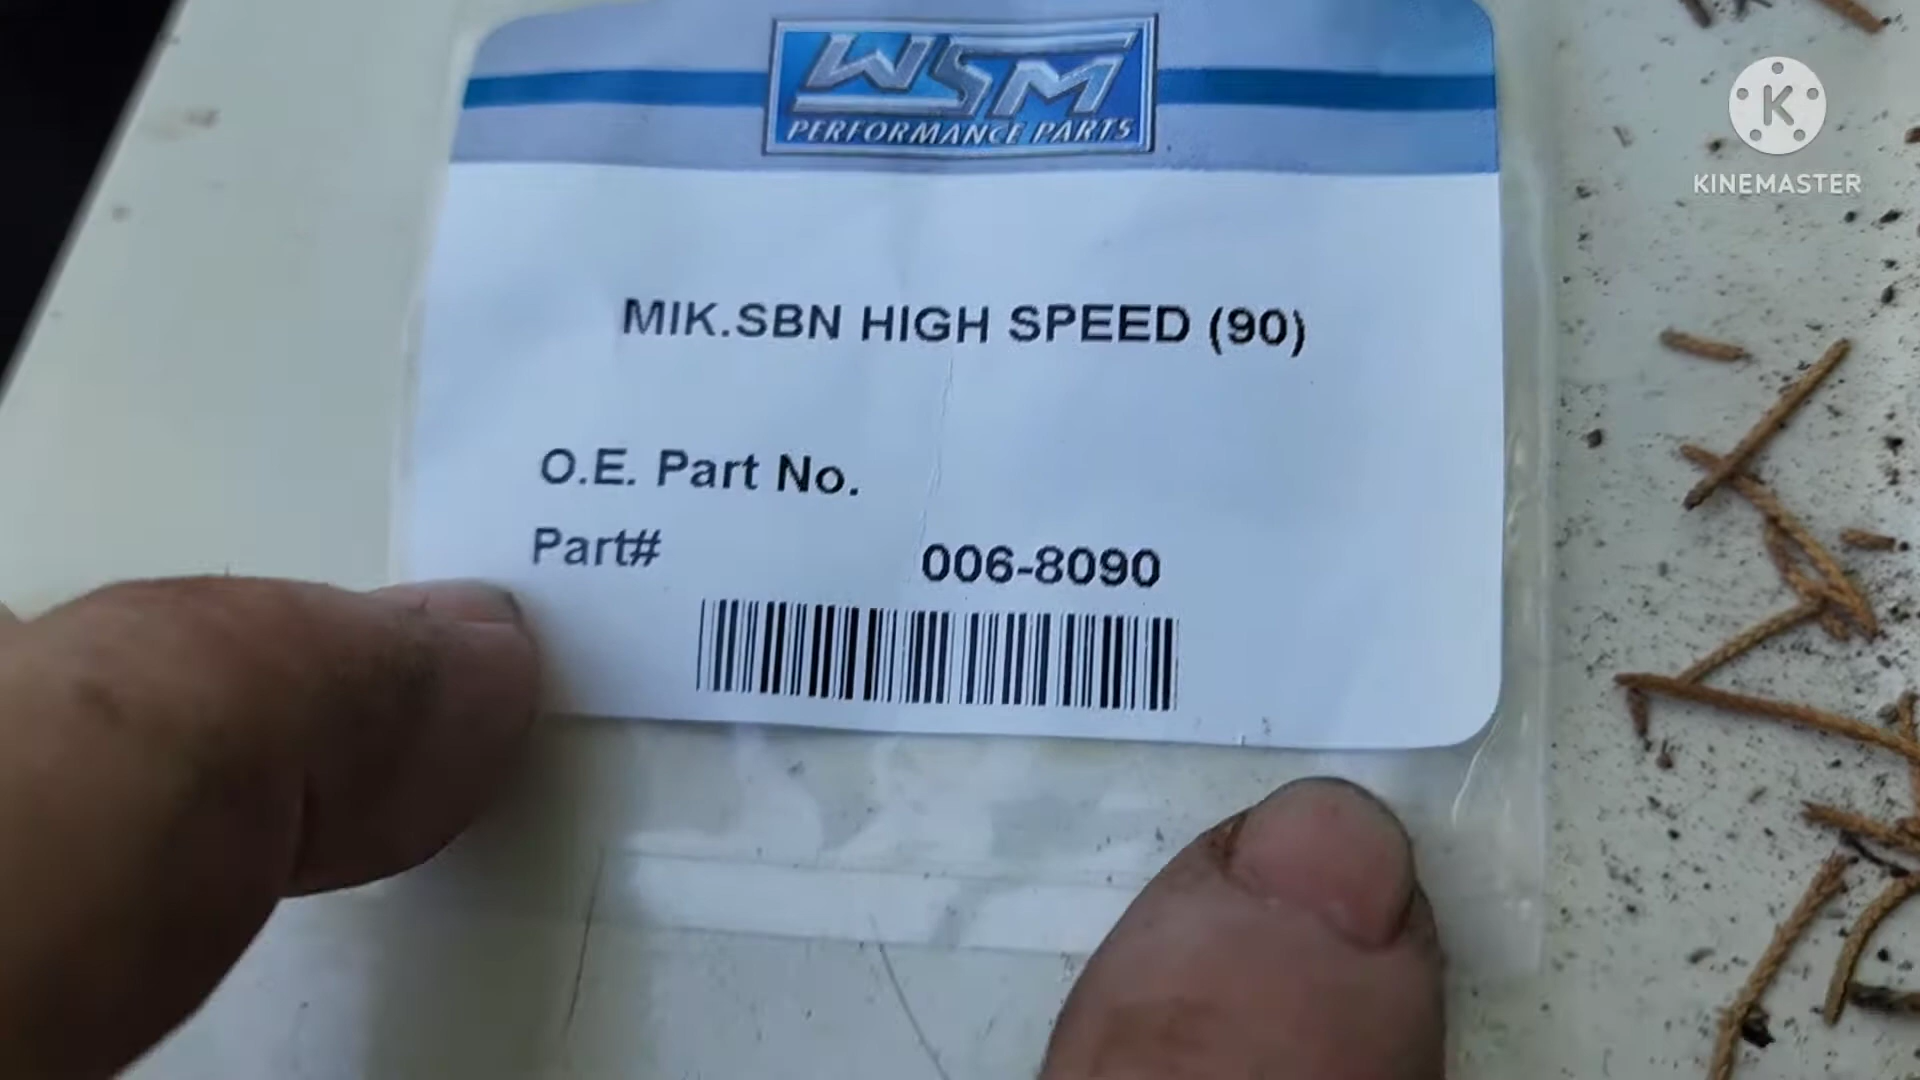 WSM
PERFORMANCE PARTS
K
KINEMASTER
MIK.SBN HIGH SPEED (90)
O.E. Part No.
Part# 006-8090